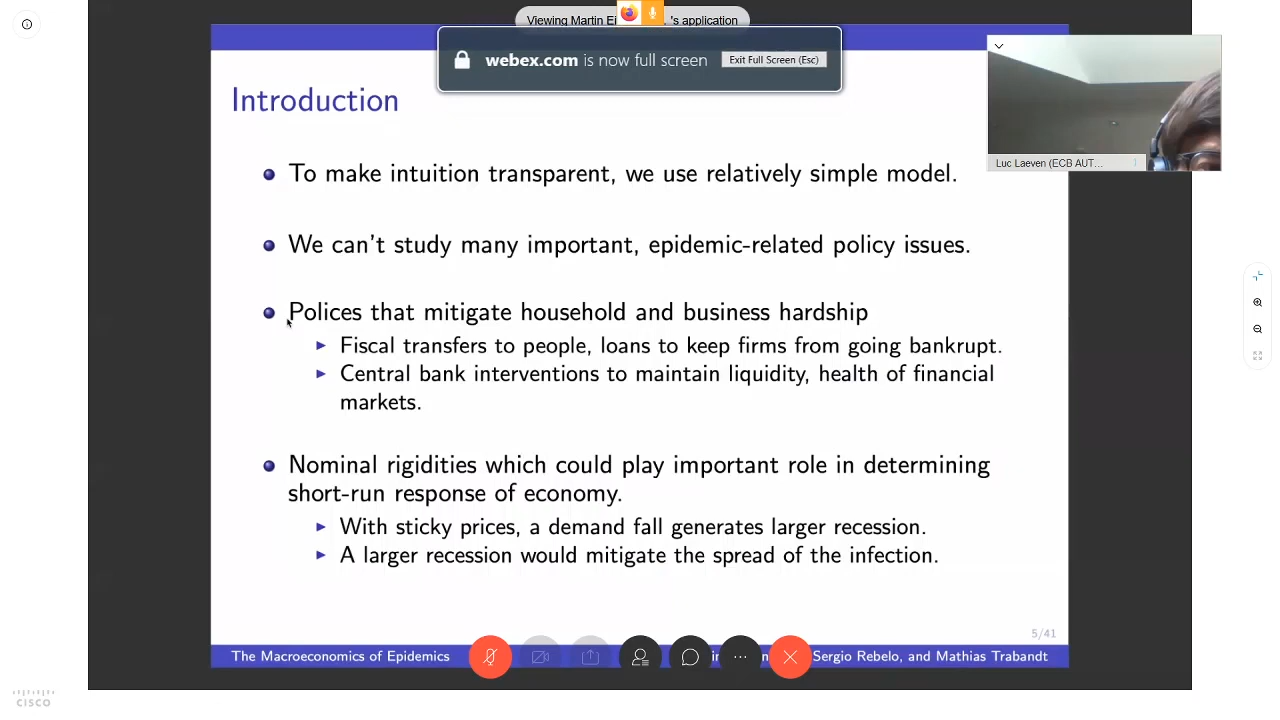 Viewing Martin Ei
's application
webex.com is now full screen
Exit Full Screen (Esc)
Luc Laeven (ECB AUT...
Introduction
To make intuition transparent, we use relatively simple model.
We can't study many important, epidemic-related policy issues.
Polices that mitigate household and business hardship
Fiscal transfers to people, loans to keep firms from going bankrupt.
Central bank interventions to maintain liquidity, health of financial
markets.
Nominal rigidities which could play important role in determining
short-run response of economy.
With sticky prices, a demand fall generates larger recession.
A larger recession would mitigate the spread of the infection.
5/41
The Macroeconomics of Epidemics
Sergio Rebelo, and Mathias Trabandt
CISCO